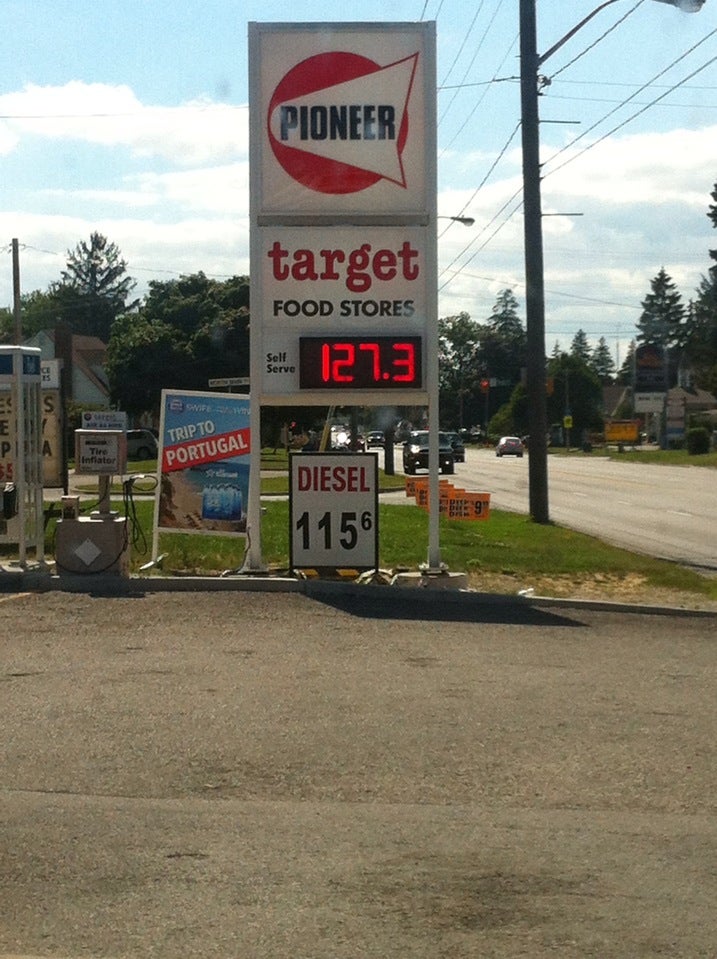 PIONEER
target
FOOD STORES
Self
Serve
127.3
TRIP TO
PORTUGAL
DIESEL
115⁶
Tire
Inflator